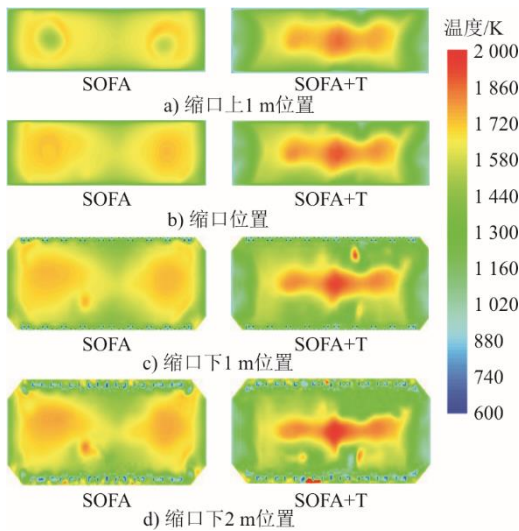 温度/K
2 000
1 860
1 720
1 580
1 440
1 300
1 160
1 020
880
740
600
SOFA SOFA+T
a) 缩口上1 m位置
SOFA SOFA+T
b) 缩口位置
SOFA SOFA+T
c) 缩口下1 m位置
SOFA SOFA+T
d) 缩口下2 m位置